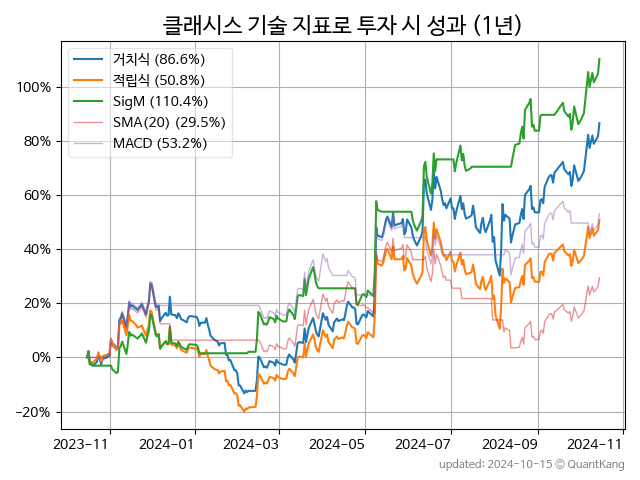 클래시스 기술 지표로 투자 시 성과 (1년)
거치식 (86.6%)
적립식 (50.8%)
SigM (110.4%)
SMA(20) (29.5%)
MACD (53.2%)
100%
80%
60%
40%
20%
0%
−20%
2023-11
2024-01
2024-03
2024-05
2024-07
2024-09
2024-11
updated: 2024-10-15 © QuantKang